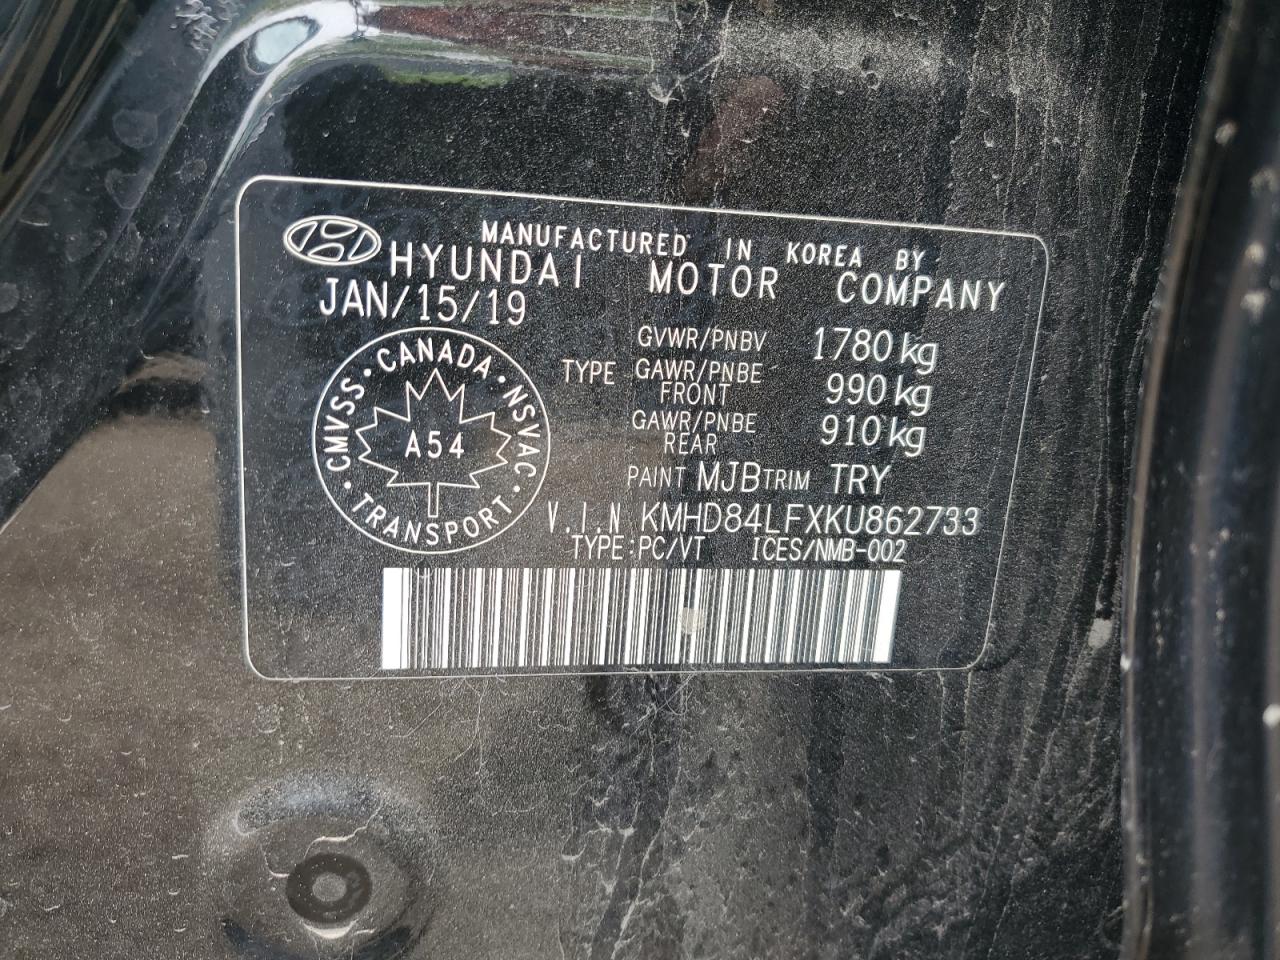 MANUFACTURED IN KOREA BY
HYUNDAI MOTOR COMPANY
JAN/15/19
GVWR/PNBV 1780 kg
TYPE GAWR/PNBE FRONT 990 kg
GAWR/PNBE REAR 910 kg
CMVSS · CANADA · NSVAC · TRANSPORT ·
A54
PAINT MJB TRIM TRY
V.I.N KMHD84LFXKU862733
TYPE:PC/VT ICES/NMB-002